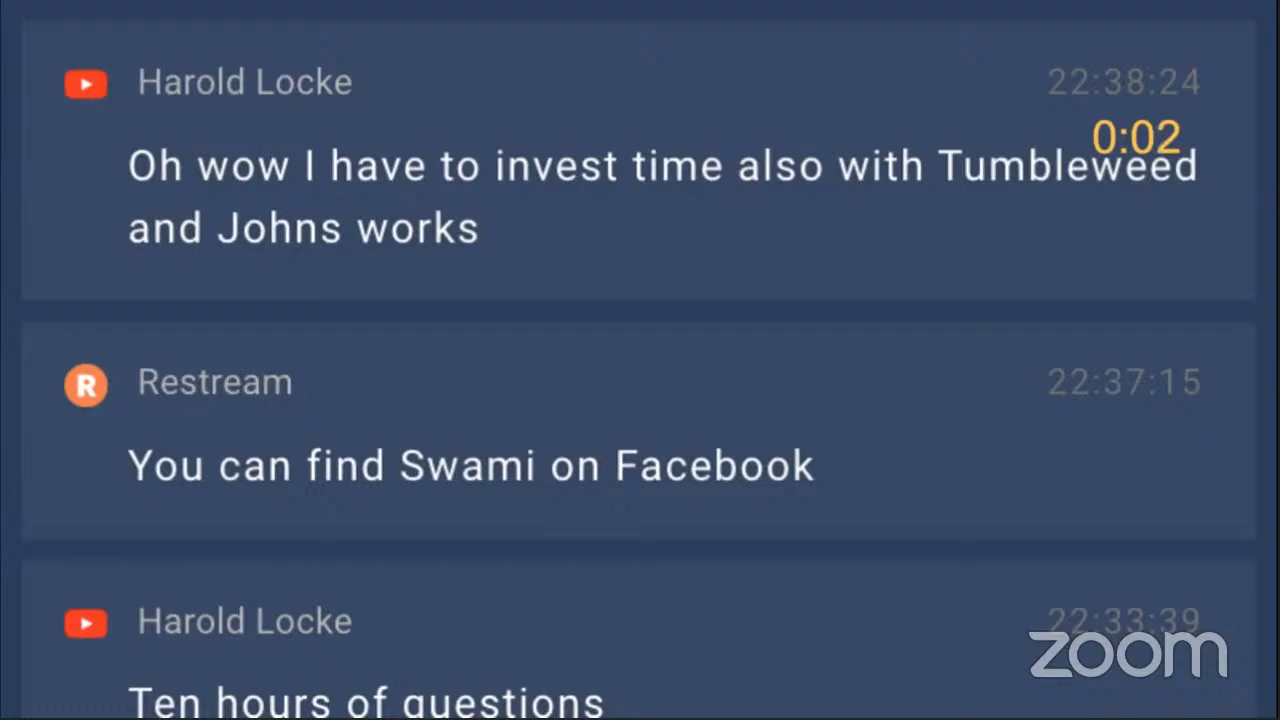 Harold Locke 22:38:24
0:02
Oh wow I have to invest time also with Tumbleweed
and Johns works
R Restream 22:37:15
You can find Swami on Facebook
Harold Locke 22:33:39
zoom
Ten hours of questions